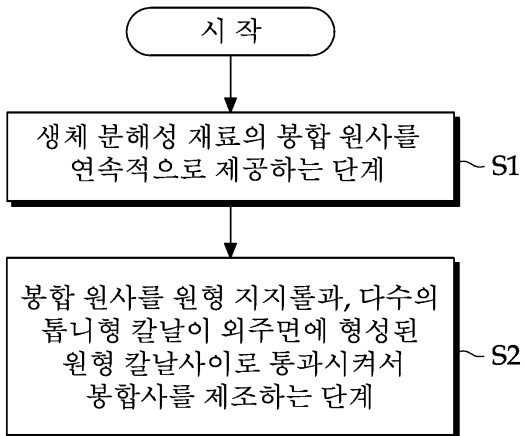 시 작
생체 분해성 재료의 봉합 원사를
연속적으로 제공하는 단계
S1
봉합 원사를 원형 지지롤과, 다수의
톱니형 칼날이 외주면에 형성된
원형 칼날사이로 통과시켜서
봉합사를 제조하는 단계
S2